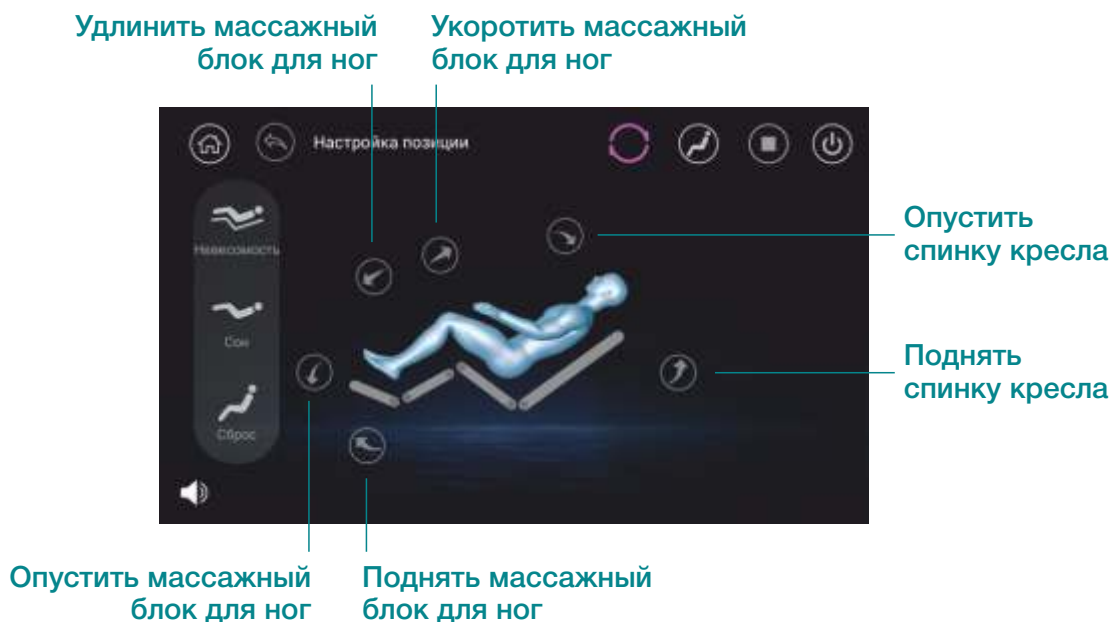 Удлинить массажный
блок для ног
Укоротить массажный
блок для ног
Настройка позиции
Невесомость
Сон
Сброс
Опустить
спинку кресла
Поднять
спинку кресла
Опустить массажный
блок для ног
Поднять массажный
блок для ног